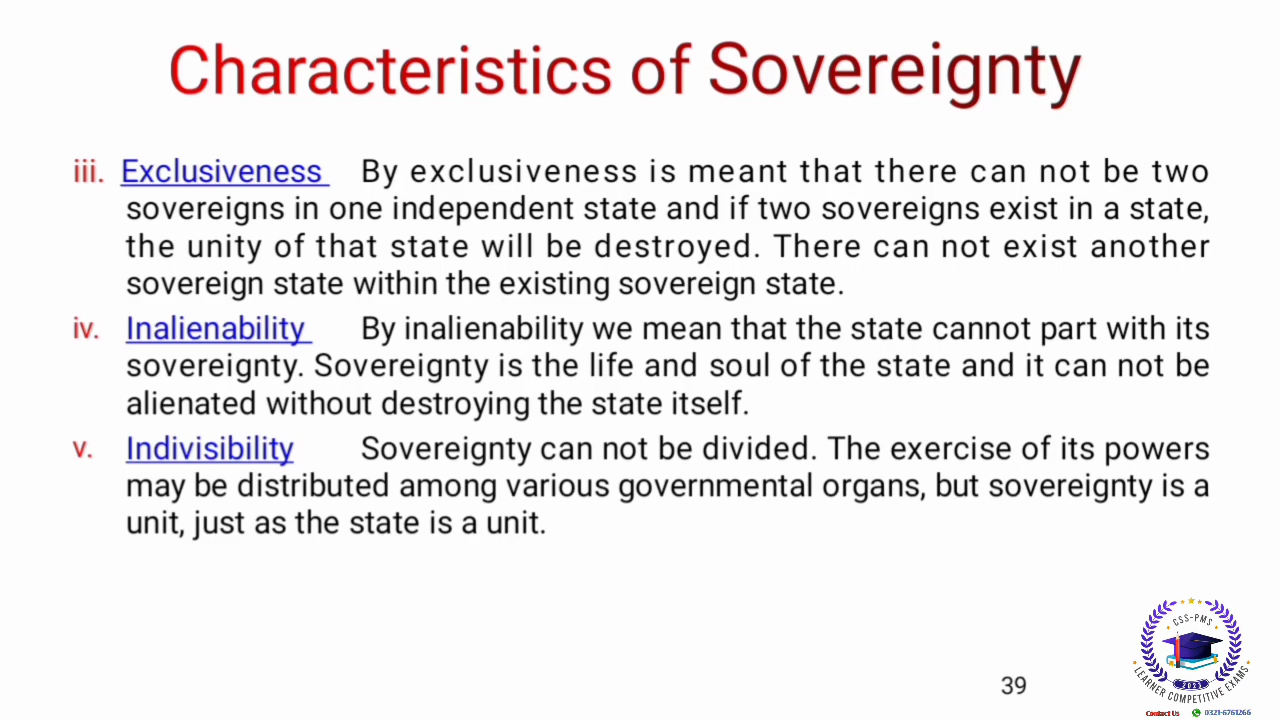 Characteristics of Sovereignty
iii. Exclusiveness By exclusiveness is meant that there can not be two
sovereigns in one independent state and if two sovereigns exist in a state,
the unity of that state will be destroyed. There can not exist another
sovereign state within the existing sovereign state.
iv. Inalienability By inalienability we mean that the state cannot part with its
sovereignty. Sovereignty is the life and soul of the state and it can not be
alienated without destroying the state itself.
v. Indivisibility Sovereignty can not be divided. The exercise of its powers
may be distributed among various governmental organs, but sovereignty is a
unit, just as the state is a unit.
CSS-PMS
2021
LEARNER COMPETITIVE EXAMS
39
Contact Us 0321-6761266